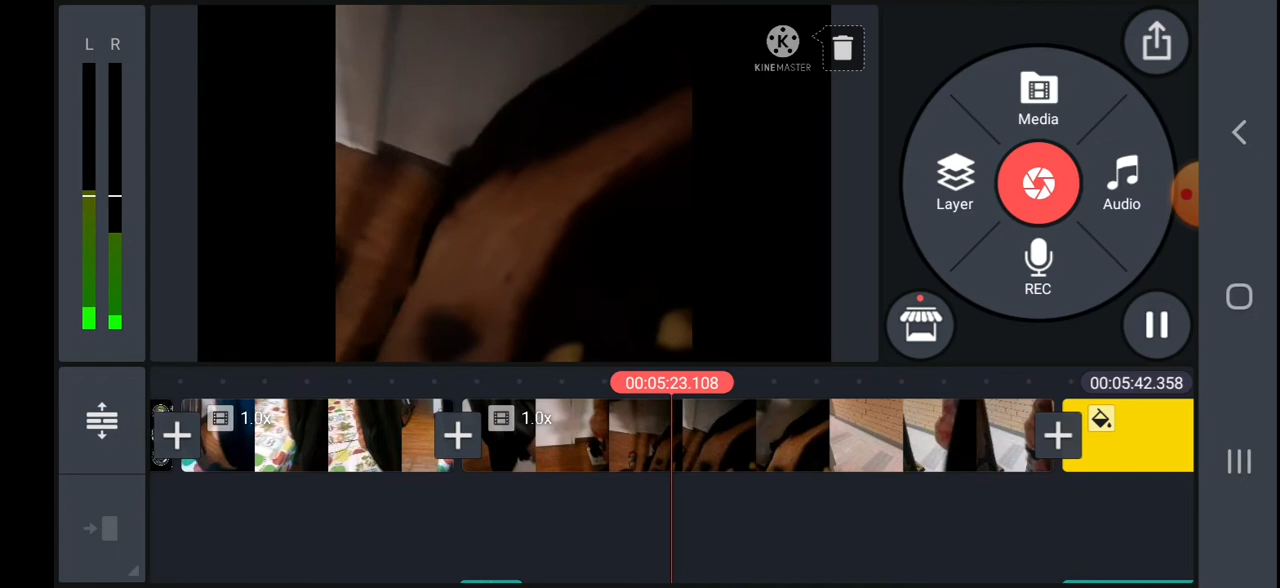 L R
KINEMASTER
Media
Layer
Audio
REC
00:05:23.108
00:05:42.358
1.0x
1.0x